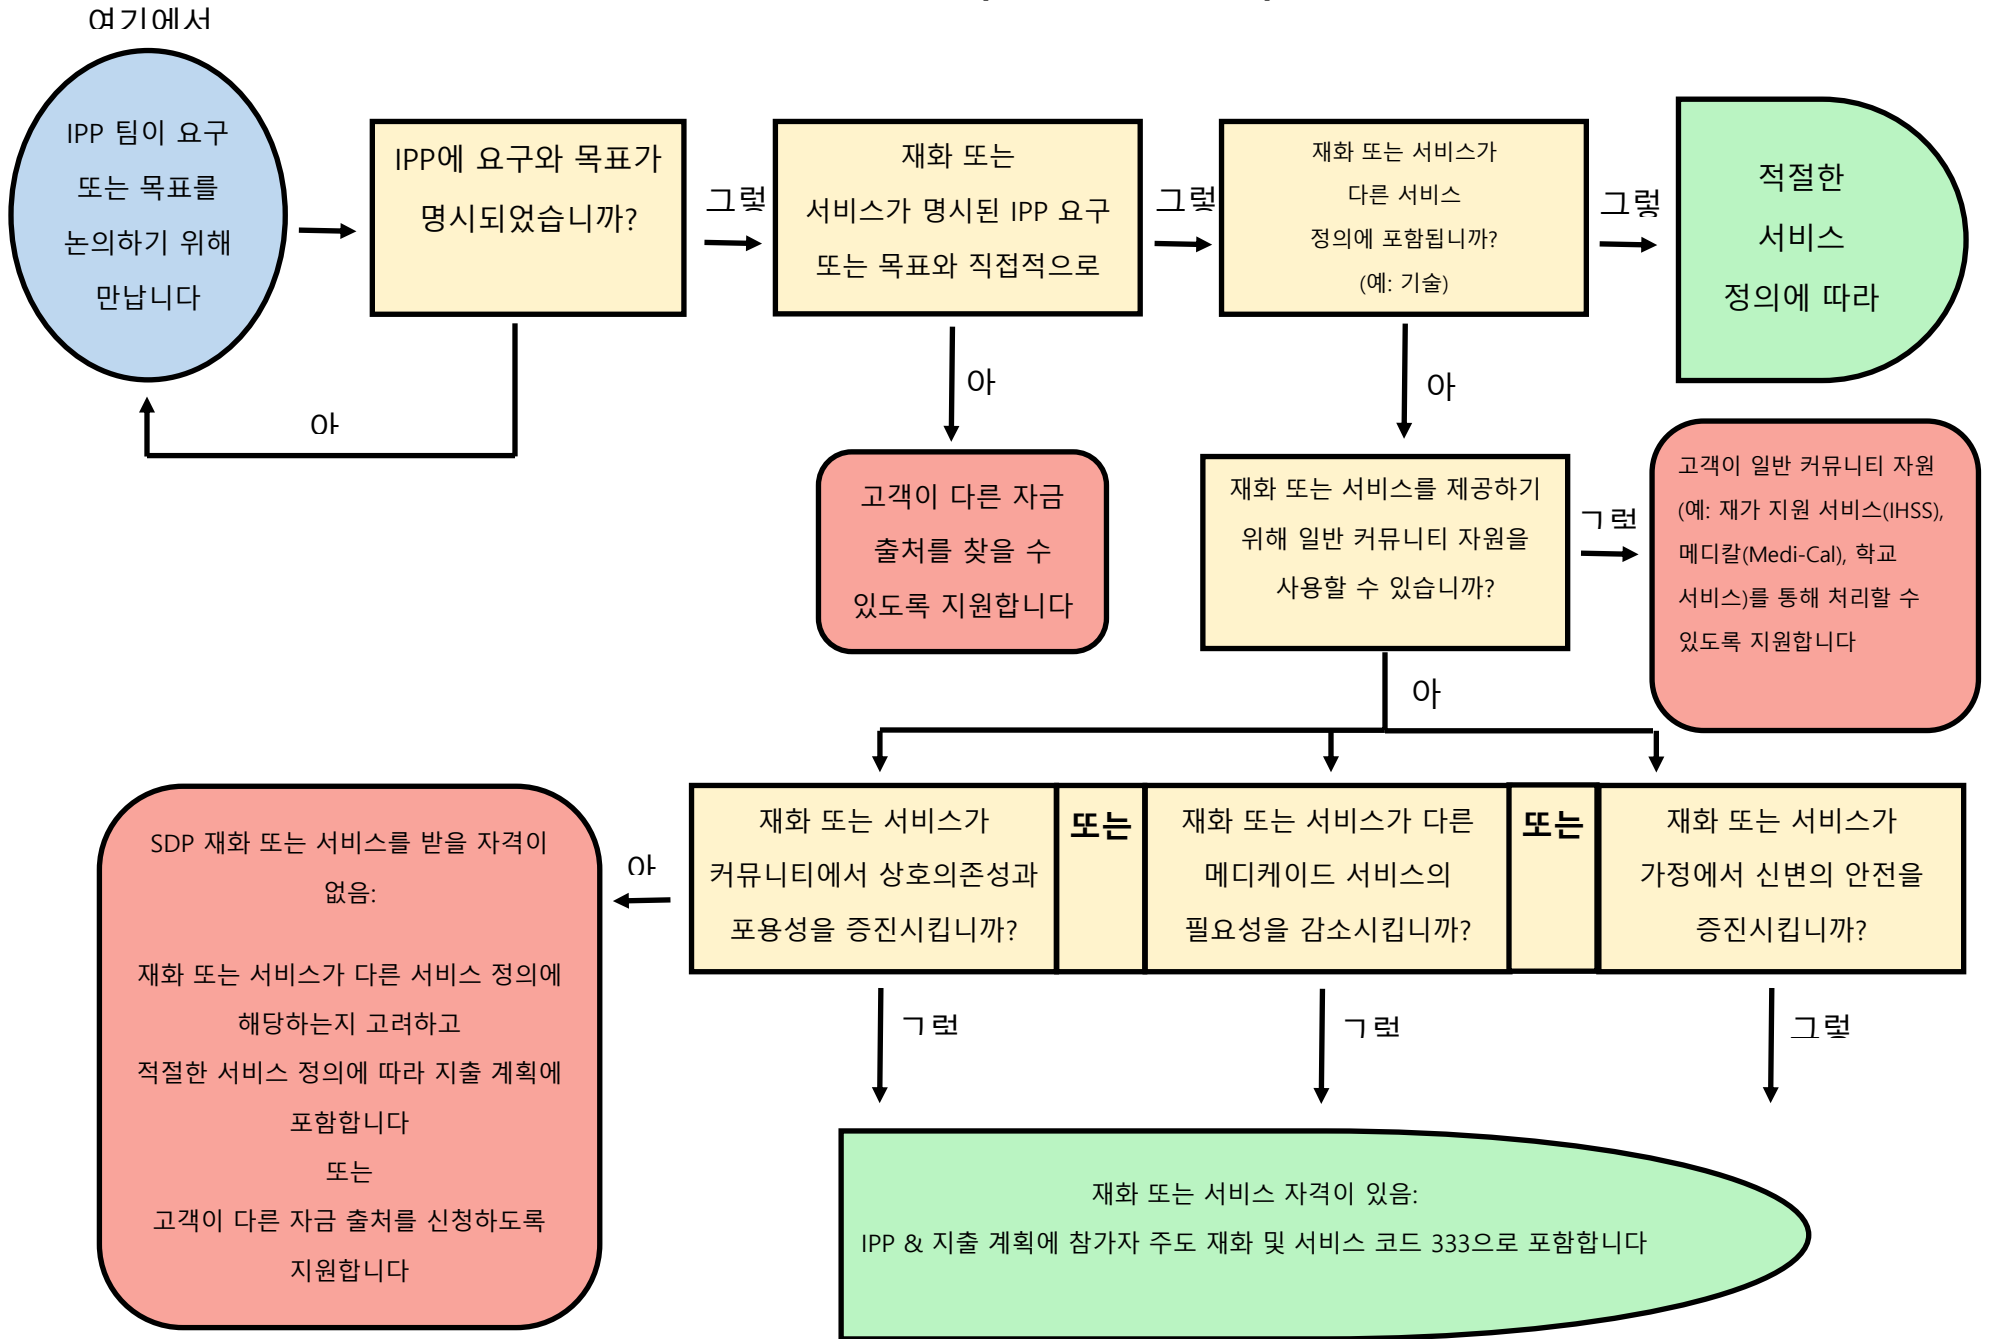 여기에서
IPP 팀이 요구
또는 목표를
논의하기 위해
만납니다
IPP에 요구와 목표가
명시되었습니까?
그렇
재화 또는
서비스가 명시된 IPP 요구
또는 목표와 직접적으로
그렇
재화 또는 서비스가
다른 서비스
정의에 포함됩니까?
(예: 기술)
그렇
적절한
서비스
정의에 따라
아
아
아
고객이 다른 자금
출처를 찾을 수
있도록 지원합니다
재화 또는 서비스를 제공하기
위해 일반 커뮤니티 자원을
사용할 수 있습니까?
그렇
고객이 일반 커뮤니티 자원
(예: 재가 지원 서비스(IHSS),
메디칼(Medi-Cal), 학교
서비스)를 통해 처리할 수
있도록 지원합니다
아
재화 또는 서비스가
커뮤니티에서 상호의존성과
포용성을 증진시킵니까?
또는
재화 또는 서비스가 다른
메디케이드 서비스의
필요성을 감소시킵니까?
또는
재화 또는 서비스가
가정에서 신변의 안전을
증진시킵니까?
아
SDP 재화 또는 서비스를 받을 자격이
없음:
재화 또는 서비스가 다른 서비스 정의에
해당하는지 고려하고
적절한 서비스 정의에 따라 지출 계획에
포함합니다
또는
고객이 다른 자금 출처를 신청하도록
지원합니다
그렇
그렇
그렇
재화 또는 서비스 자격이 있음:
IPP & 지출 계획에 참가자 주도 재화 및 서비스 코드 333으로 포함합니다